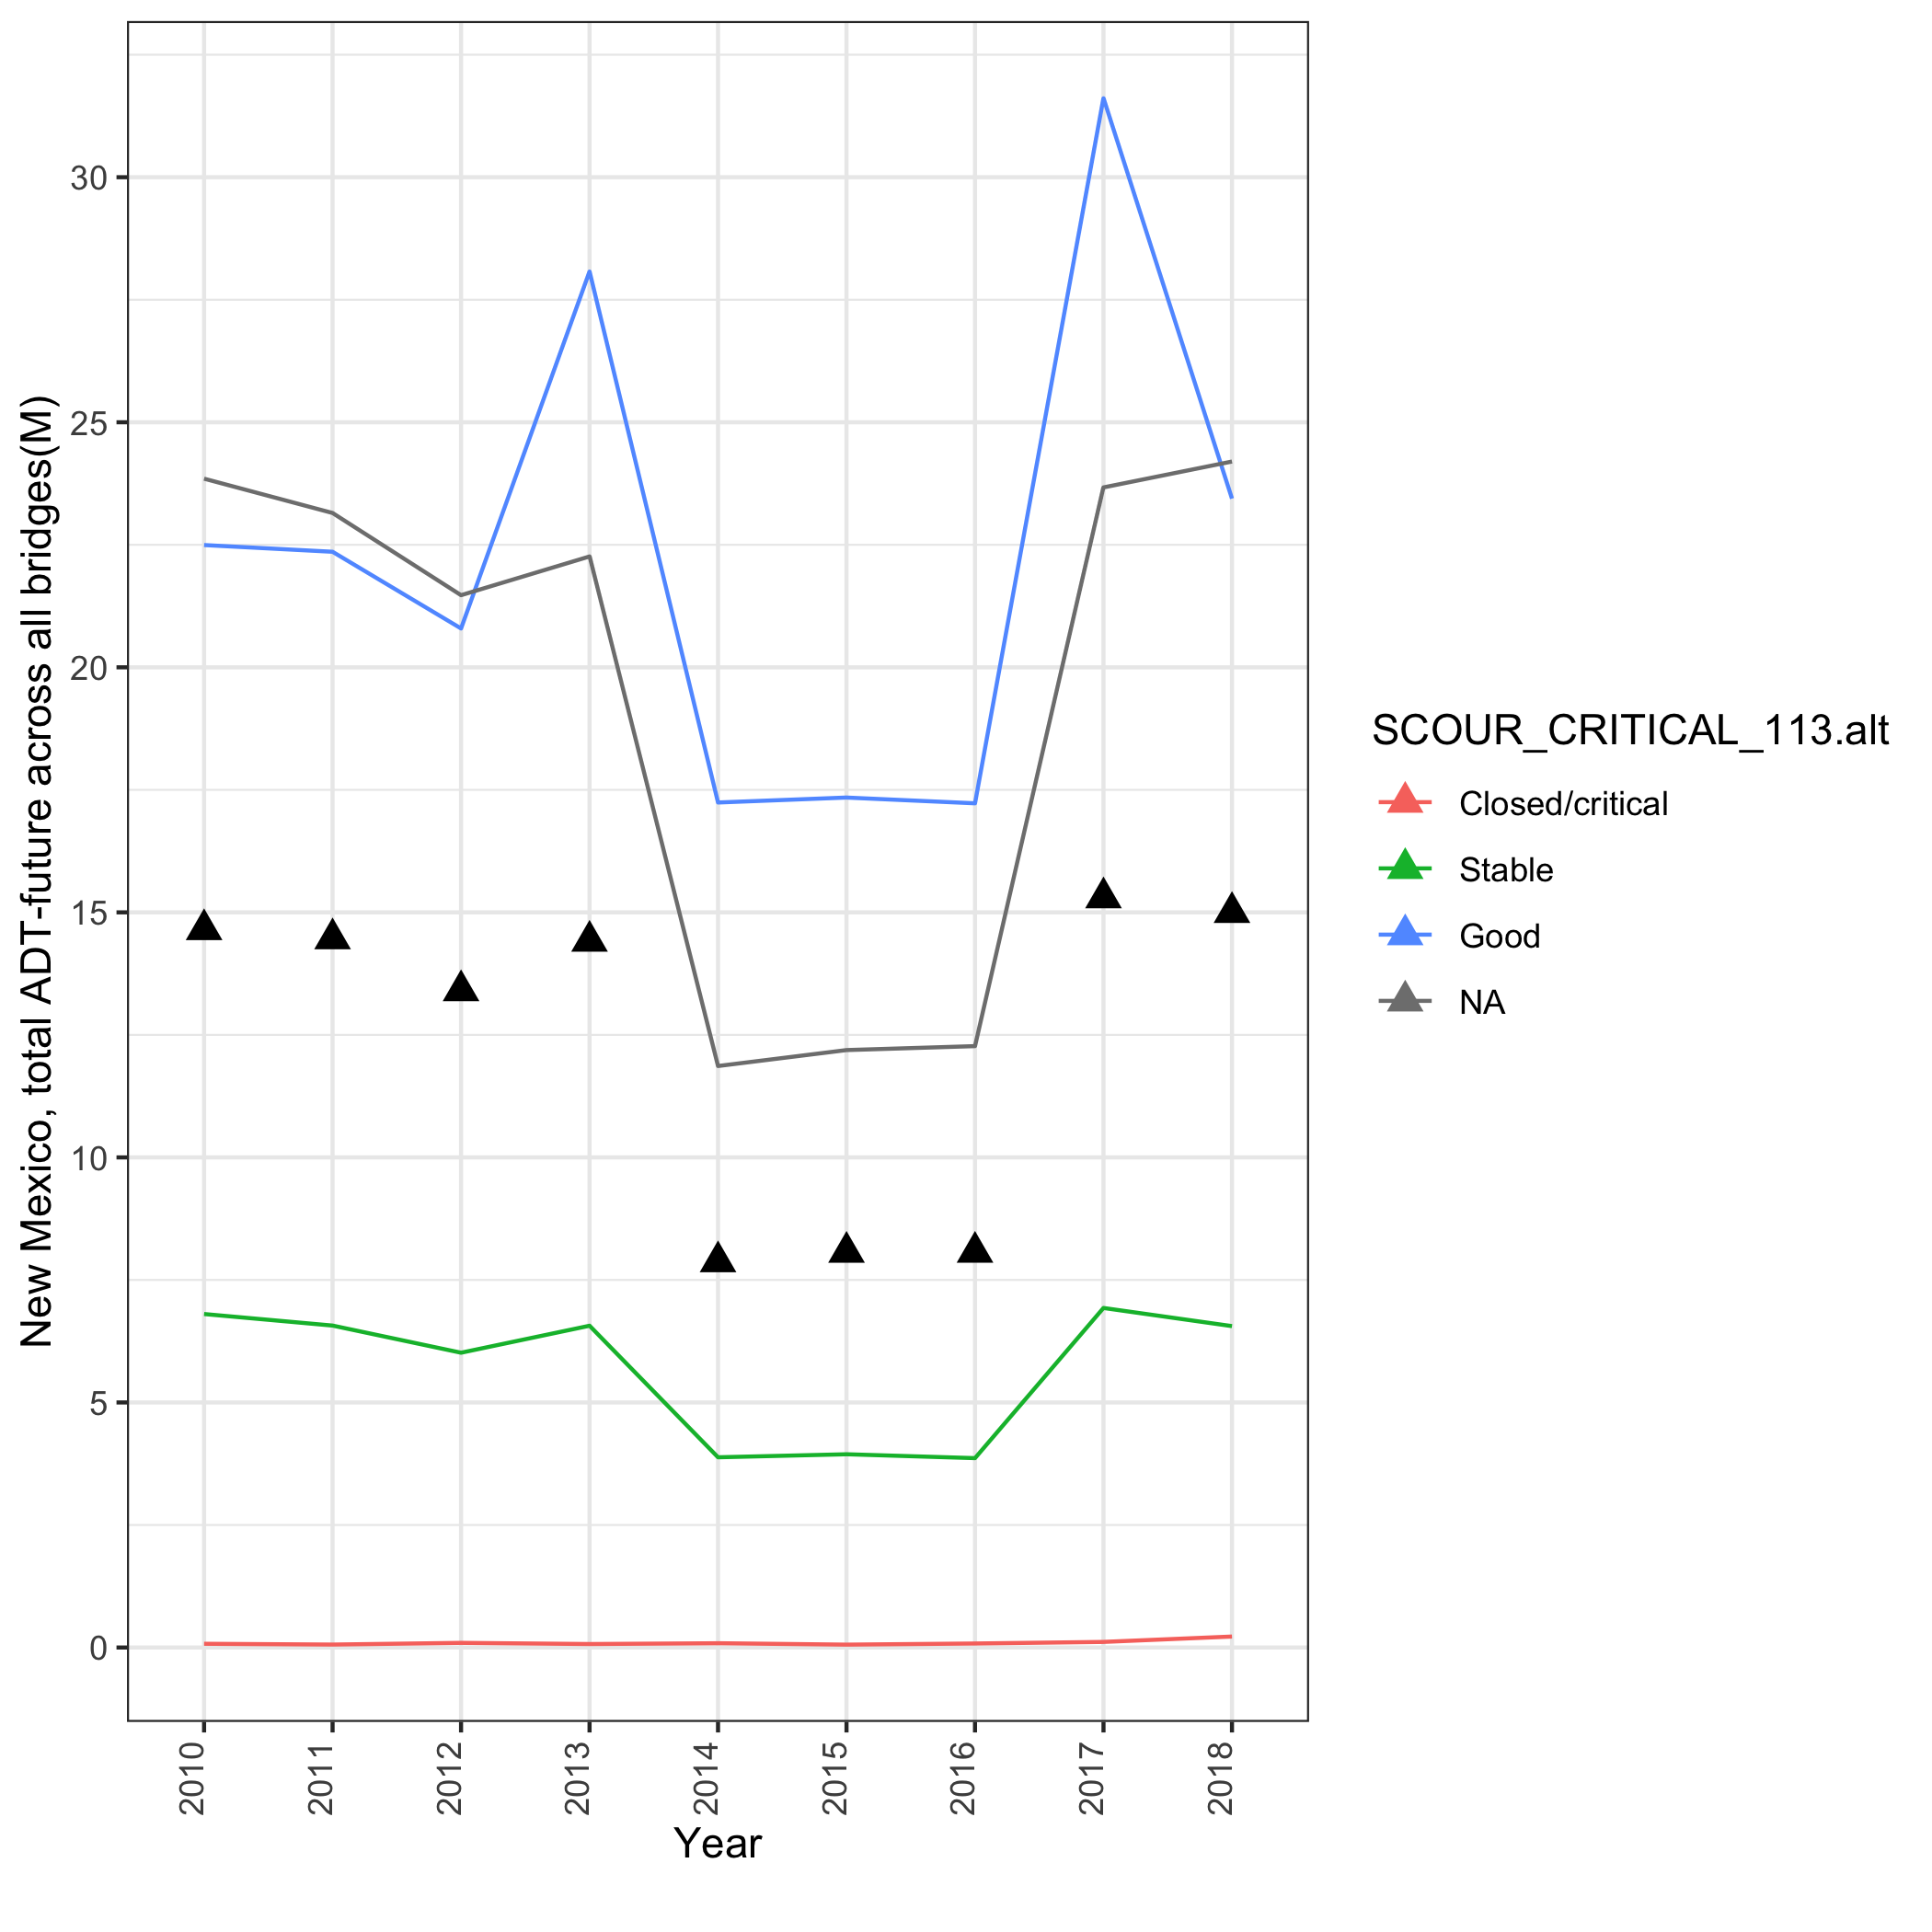 New Mexico, total ADT-future across all bridges(M)
30
25
20
15
10
5
0
2010
2011
2012
2013
2014
2015
2016
2017
2018
Year
SCOUR_CRITICAL_113.alt
Closed/critical
Stable
Good
NA